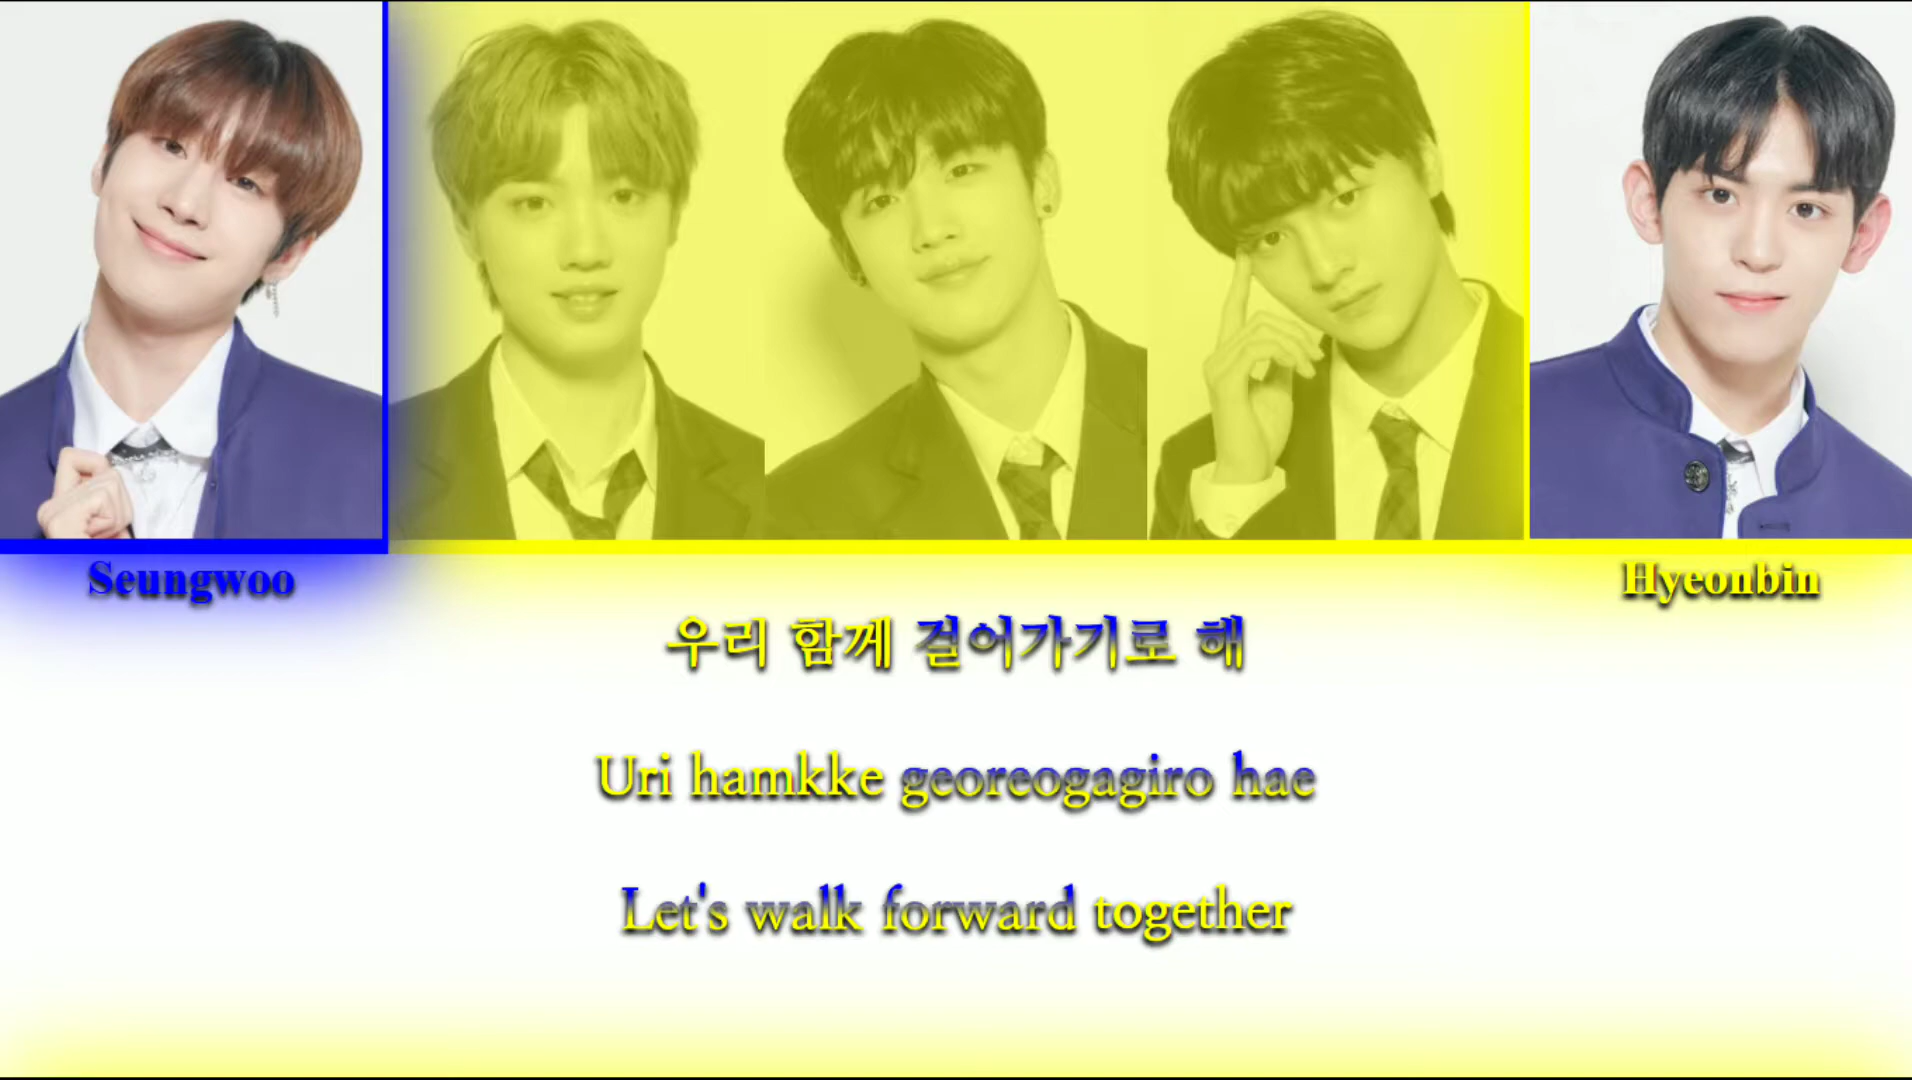 Seungwoo
Hyeonbin
우리 함께 걸어가기로 해
Uri hamkke georeogagiro hae
Let's walk forward together